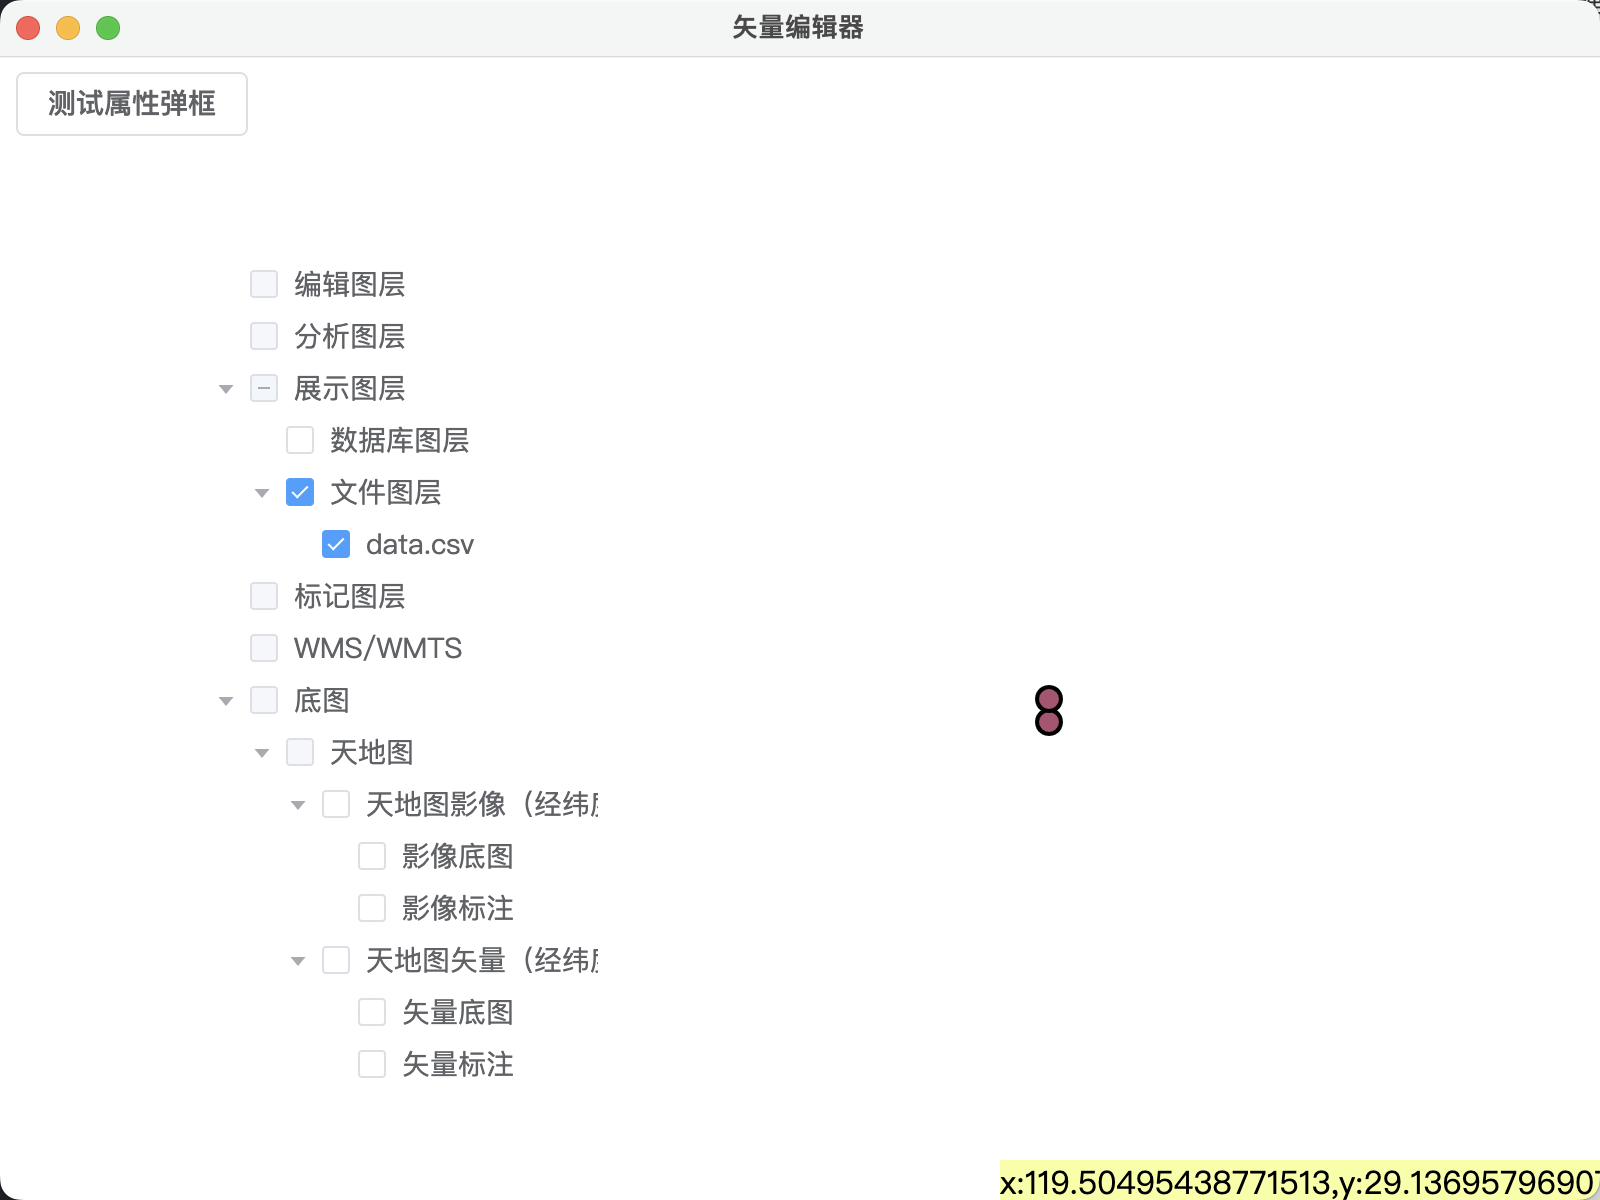 矢量编辑器
测试属性弹框
编辑图层
分析图层
展示图层
数据库图层
文件图层
data.csv
标记图层
WMS/WMTS
底图
天地图
天地图影像（经纬
影像底图
影像标注
天地图矢量（经纬
矢量底图
矢量标注
x:119.50495438771513,y:29.1369579690